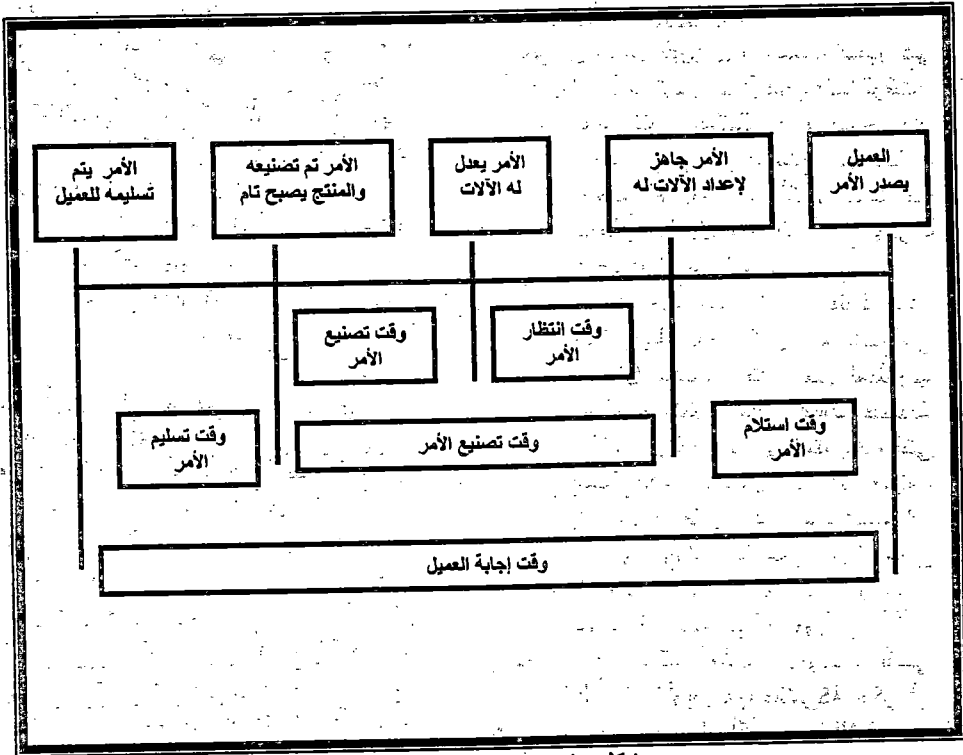 العميل
يصدر الأمر
الأمر جاهز
لإعداد الآلات له
الأمر يعدل
له الآلات
الأمر تم تصنيعه
والمنتج يصبح تام
الأمر يتم
تسليمه للعميل
وقت انتظار
الأمر
وقت تصنيع
الأمر
وقت استلام
الأمر
وقت تصنيع الأمر
وقت تسليم
الأمر
وقت إجابة العميل